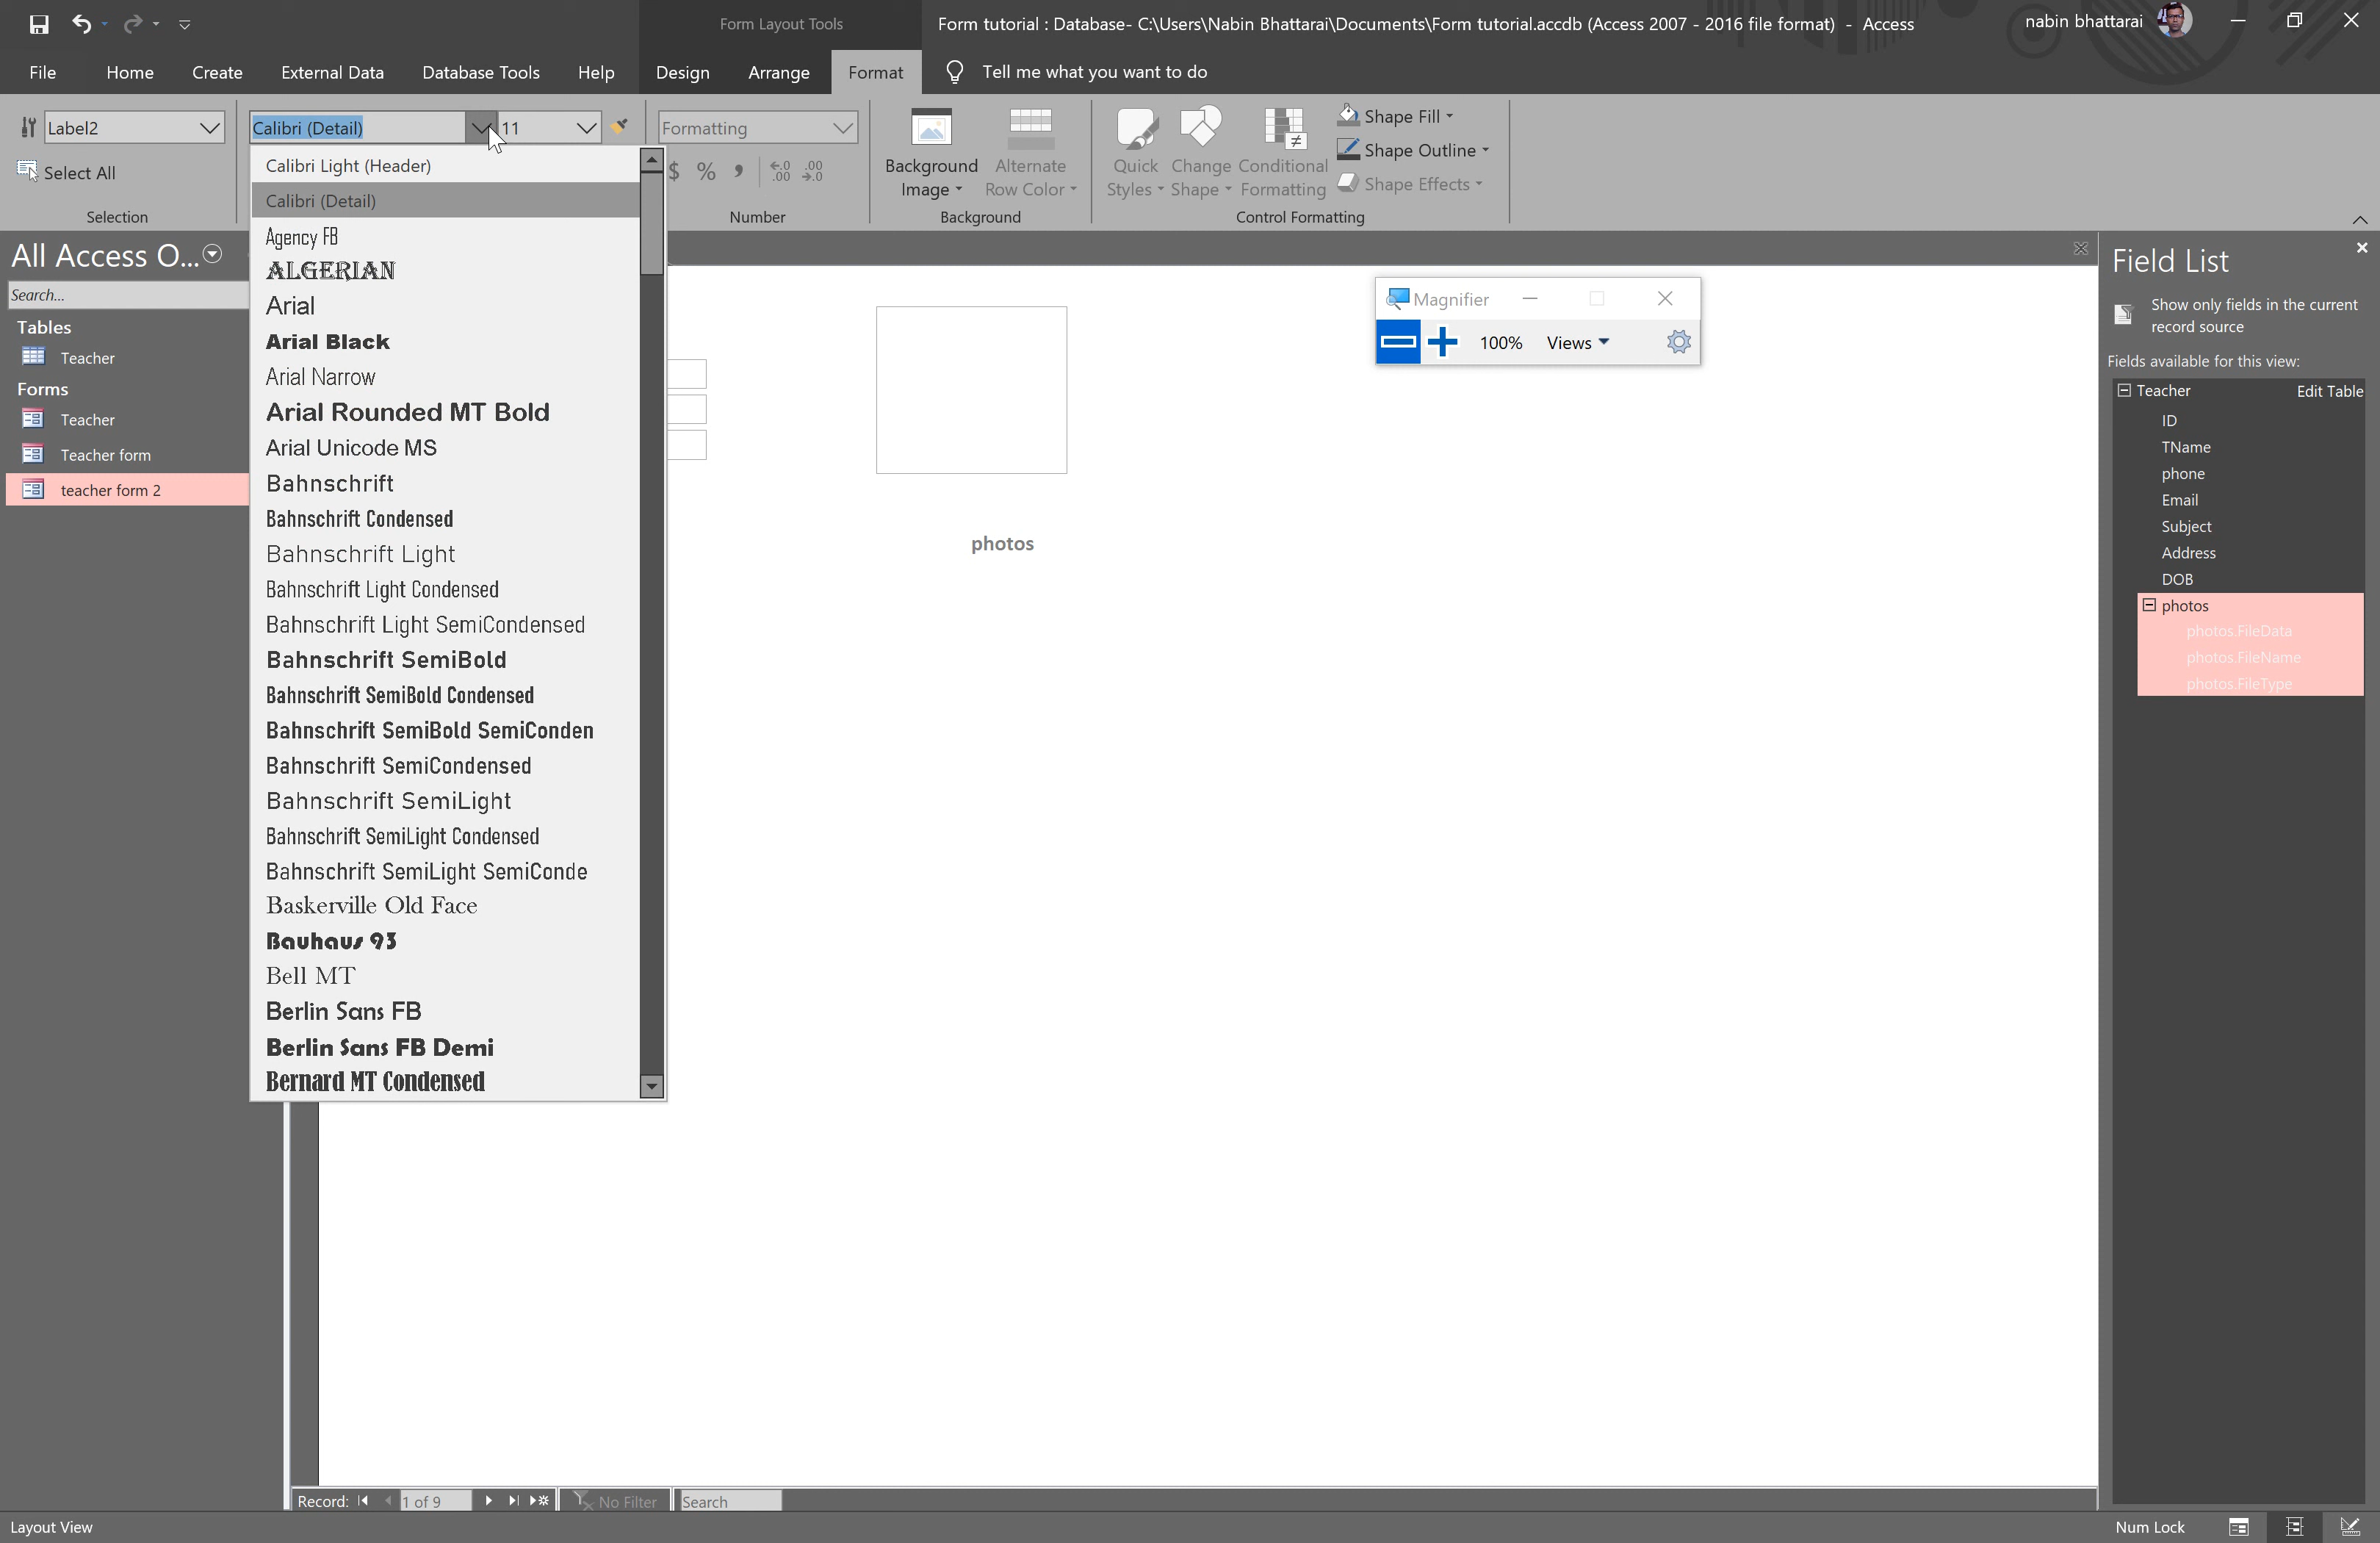 Form Layout Tools
Form tutorial : Database- C:\Users\Nabin Bhattarai\Documents\Form tutorial.accdb (Access 2007 - 2016 file format) - Access
nabin bhattarai
File
Home
Create
External Data
Database Tools
Help
Design
Arrange
Format
Tell me what you want to do
Label2
Calibri (Detail)
11
Formatting
Select All
Selection
$ % ,
Number
Background Image
Alternate Row Color
Background
Quick Styles
Change Shape
Conditional Formatting
Shape Fill
Shape Outline
Shape Effects
Control Formatting
All Access O...
Search...
Tables
Teacher
Forms
Teacher
Teacher form
teacher form 2
Calibri Light (Header)
Calibri (Detail)
Agency FB
ALGERIAN
Arial
Arial Black
Arial Narrow
Arial Rounded MT Bold
Arial Unicode MS
Bahnschrift
Bahnschrift Condensed
Bahnschrift Light
Bahnschrift Light Condensed
Bahnschrift Light SemiCondensed
Bahnschrift SemiBold
Bahnschrift SemiBold Condensed
Bahnschrift SemiBold SemiConden
Bahnschrift SemiCondensed
Bahnschrift SemiLight
Bahnschrift SemiLight Condensed
Bahnschrift SemiLight SemiConde
Baskerville Old Face
Bauhaus 93
Bell MT
Berlin Sans FB
Berlin Sans FB Demi
Bernard MT Condensed
photos
Magnifier
100%
Views
Field List
Show only fields in the current
record source
Fields available for this view:
Teacher
Edit Table
ID
TName
phone
Email
Subject
Address
DOB
photos
photos.FileData
photos.FileName
photos.FileType
Record:
1 of 9
No Filter
Search
Layout View
Num Lock